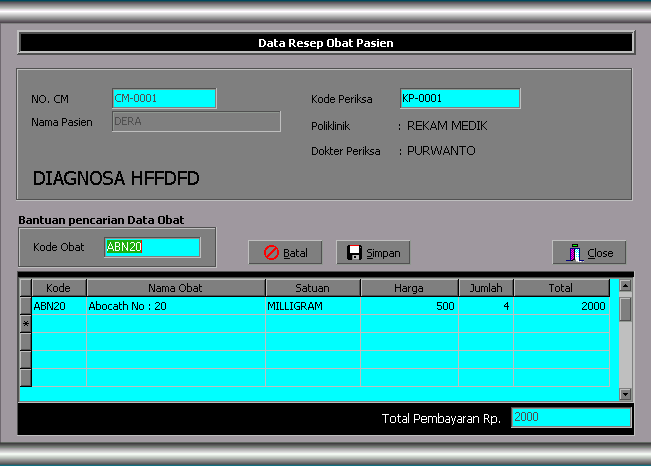 Data Resep Obat Pasien
NO. CM CM-0001 Kode Periksa KP-0001
Nama Pasien DERA Poliklinik : REKAM MEDIK
Dokter Periksa : PURWANTO
DIAGNOSA HFFDFD
Bantuan pencarian Data Obat
Kode Obat ABN20 Batal Simpan Close
Kode Nama Obat Satuan Harga Jumlah Total
ABN20 Abocath No : 20 MILLIGRAM 500 4 2000
*
Total Pembayaran Rp. 2000